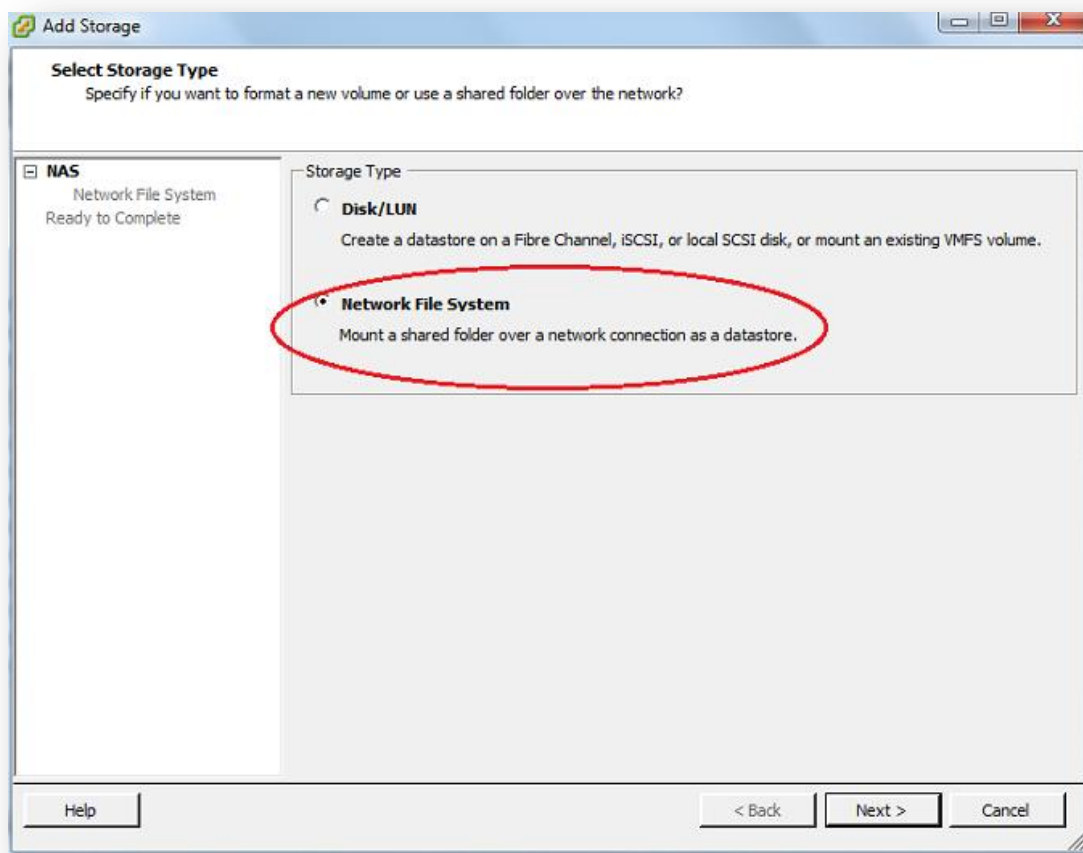 Add Storage
Select Storage Type
Specify if you want to format a new volume or use a shared folder over the network?
NAS
Network File System
Ready to Complete
Storage Type
Disk/LUN
Create a datastore on a Fibre Channel, iSCSI, or local SCSI disk, or mount an existing VMFS volume.
Network File System
Mount a shared folder over a network connection as a datastore.
Help
< Back
Next >
Cancel